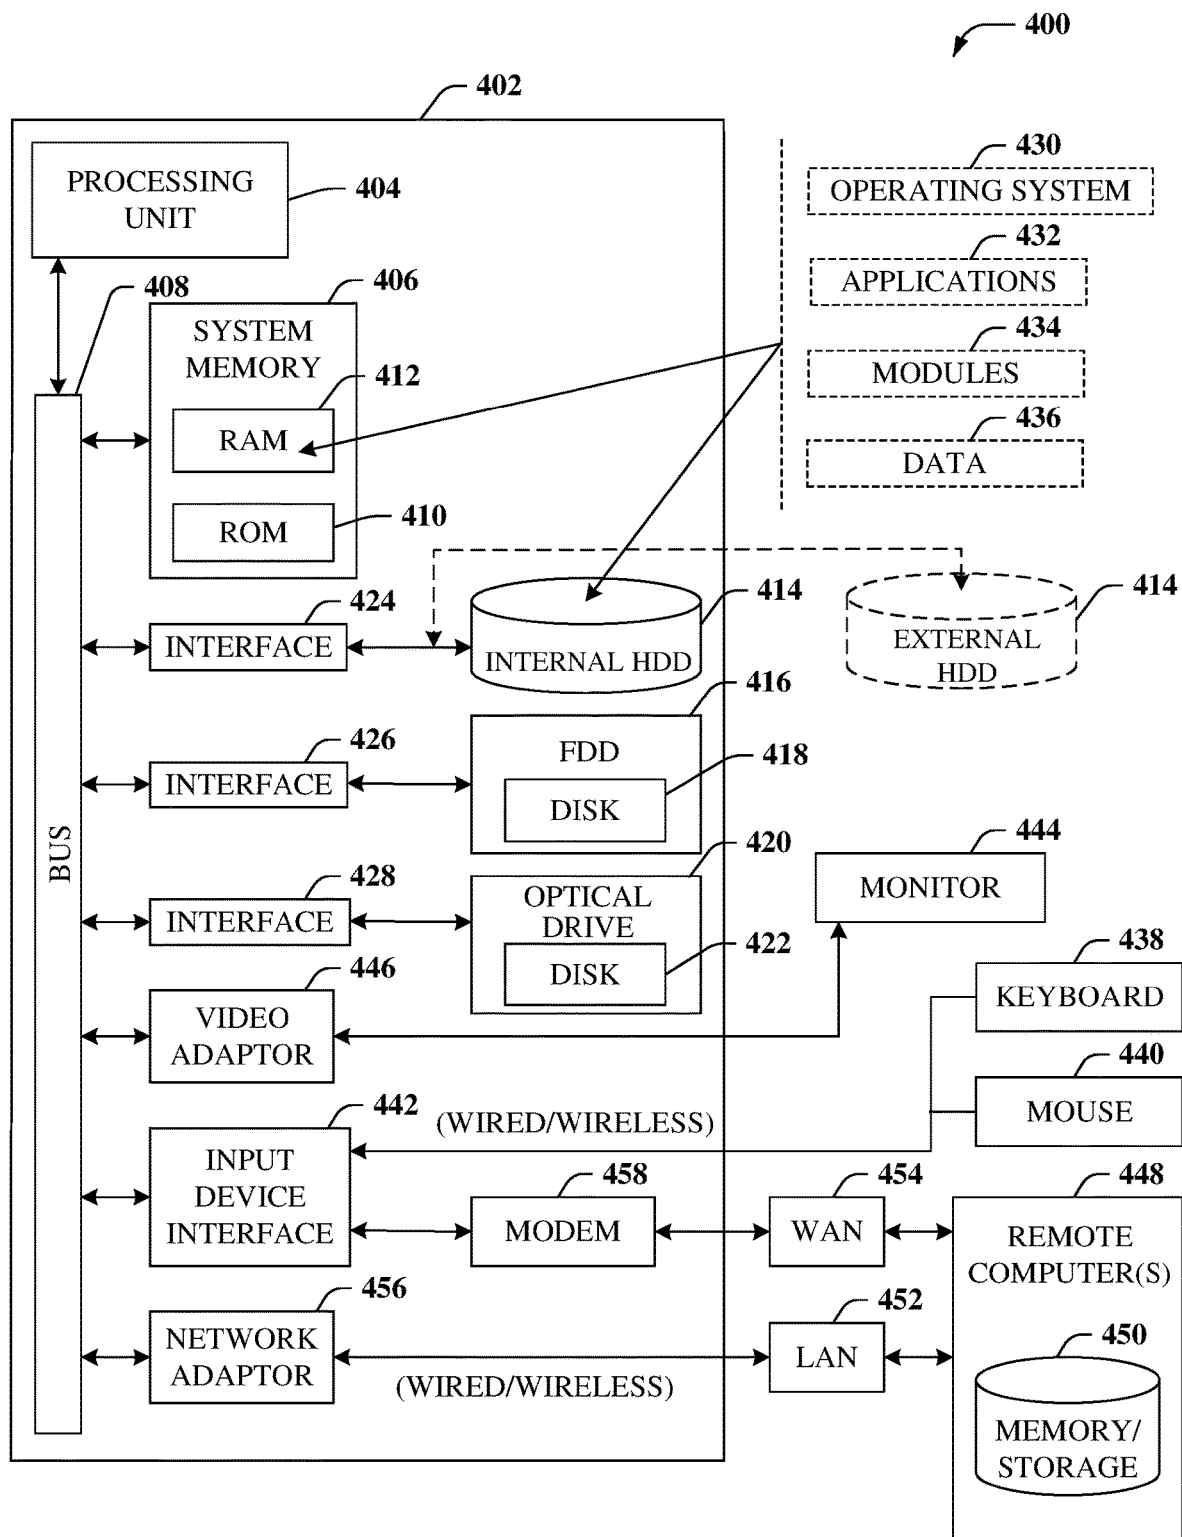 400
402
PROCESSING
UNIT
404
408
406
SYSTEM
MEMORY
412
RAM
ROM
410
430
OPERATING SYSTEM
432
APPLICATIONS
434
MODULES
436
DATA
424
INTERFACE
INTERNAL HDD
414
EXTERNAL
HDD
414
426
INTERFACE
416
FDD
418
DISK
BUS
428
INTERFACE
420
OPTICAL
DRIVE
422
DISK
444
MONITOR
446
VIDEO
ADAPTOR
438
KEYBOARD
440
MOUSE
442
INPUT
DEVICE
INTERFACE
(WIRED/WIRELESS)
458
MODEM
454
WAN
448
REMOTE
COMPUTER(S)
456
NETWORK
ADAPTOR
(WIRED/WIRELESS)
452
LAN
450
MEMORY/
STORAGE